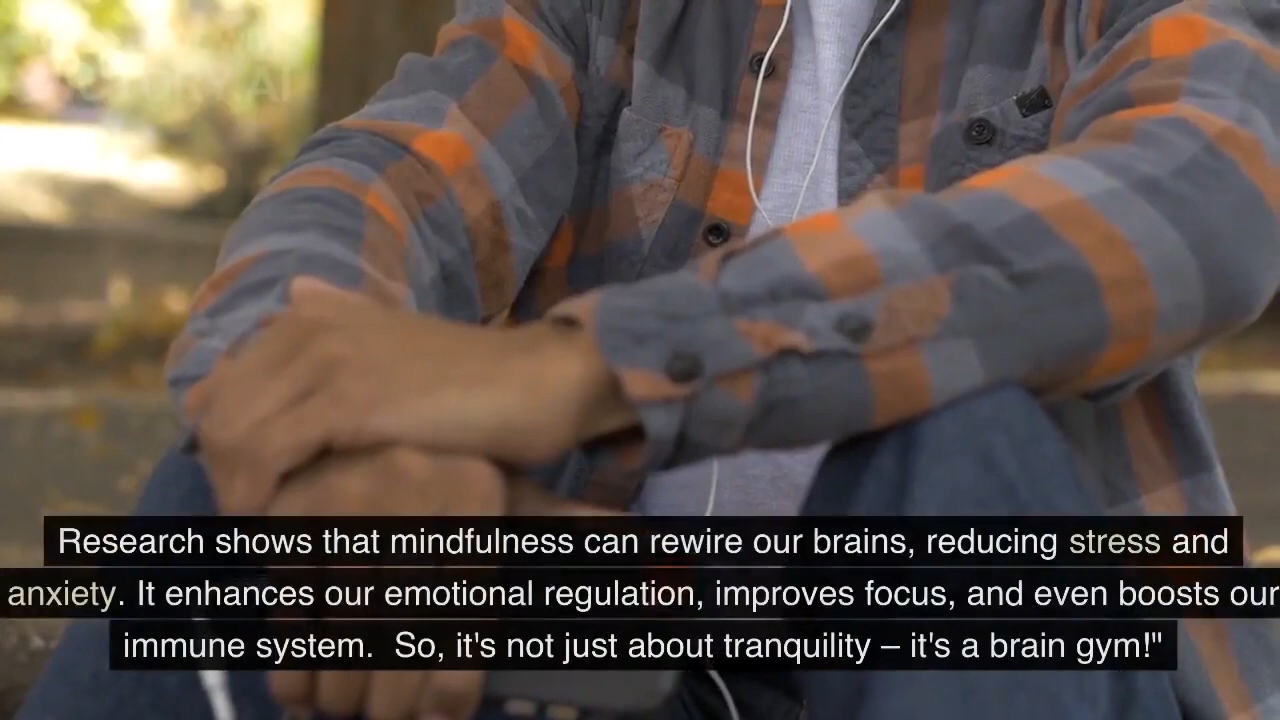 Research shows that mindfulness can rewire our brains, reducing stress and
anxiety. It enhances our emotional regulation, improves focus, and even boosts our
immune system.  So, it's not just about tranquility – it's a brain gym!"